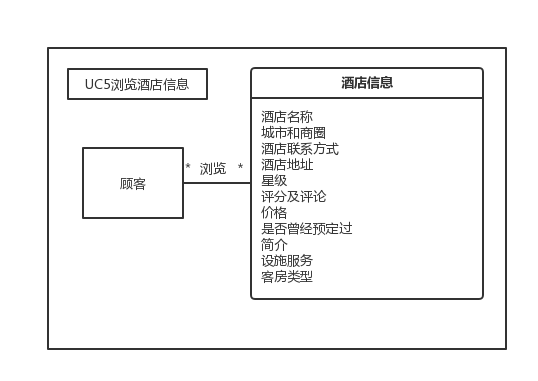 UC5浏览酒店信息
酒店信息
顾客
* 浏览 *
酒店名称
城市和商圈
酒店联系方式
酒店地址
星级
评分及评论
价格
是否曾经预定过
简介
设施服务
客房类型